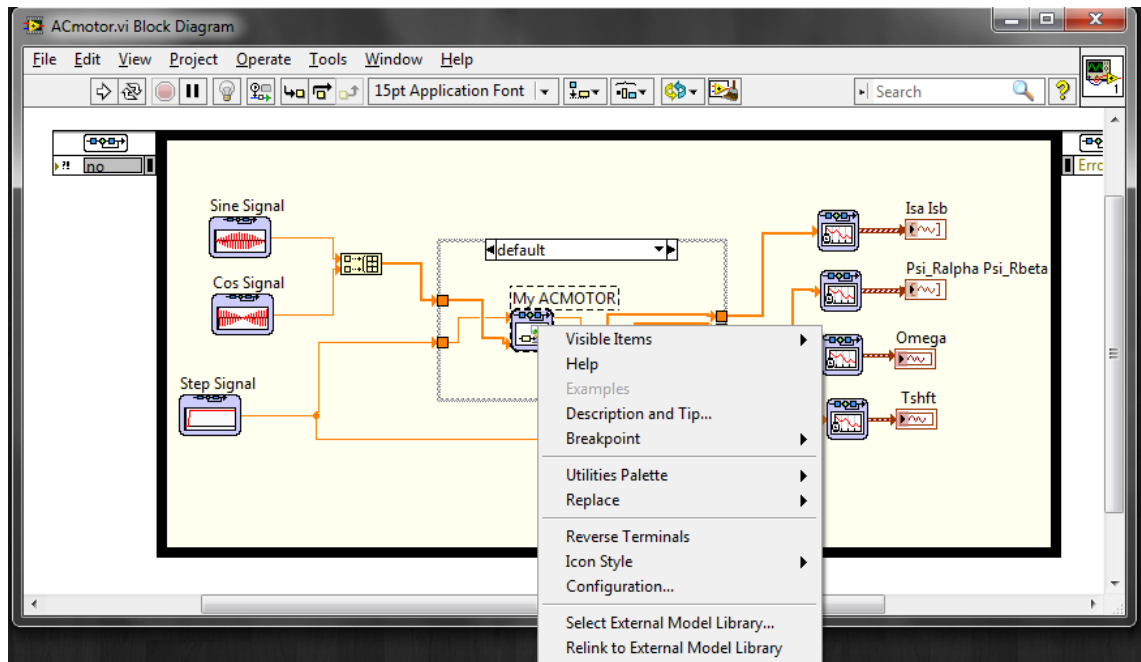 ACmotor.vi Block Diagram
File Edit View Project Operate Tools Window Help
15pt Application Font
Search
1
?! no
Erro
Sine Signal
Isa Isb
default
Cos Signal
Psi_Ralpha Psi_Rbeta
My ACMOTOR
Omega
Step Signal
Tshft
Visible Items
Help
Examples
Description and Tip...
Breakpoint
Utilities Palette
Replace
Reverse Terminals
Icon Style
Configuration...
Select External Model Library...
Relink to External Model Library